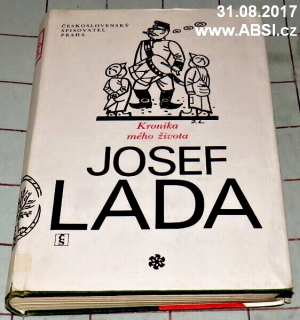 31.08.2017
www.ABSI.cz
ČESKOSLOVENSKÝ
SPISOVATEL
PRAHA
J.L.
Kronika
mého života
JOSEF
LADA